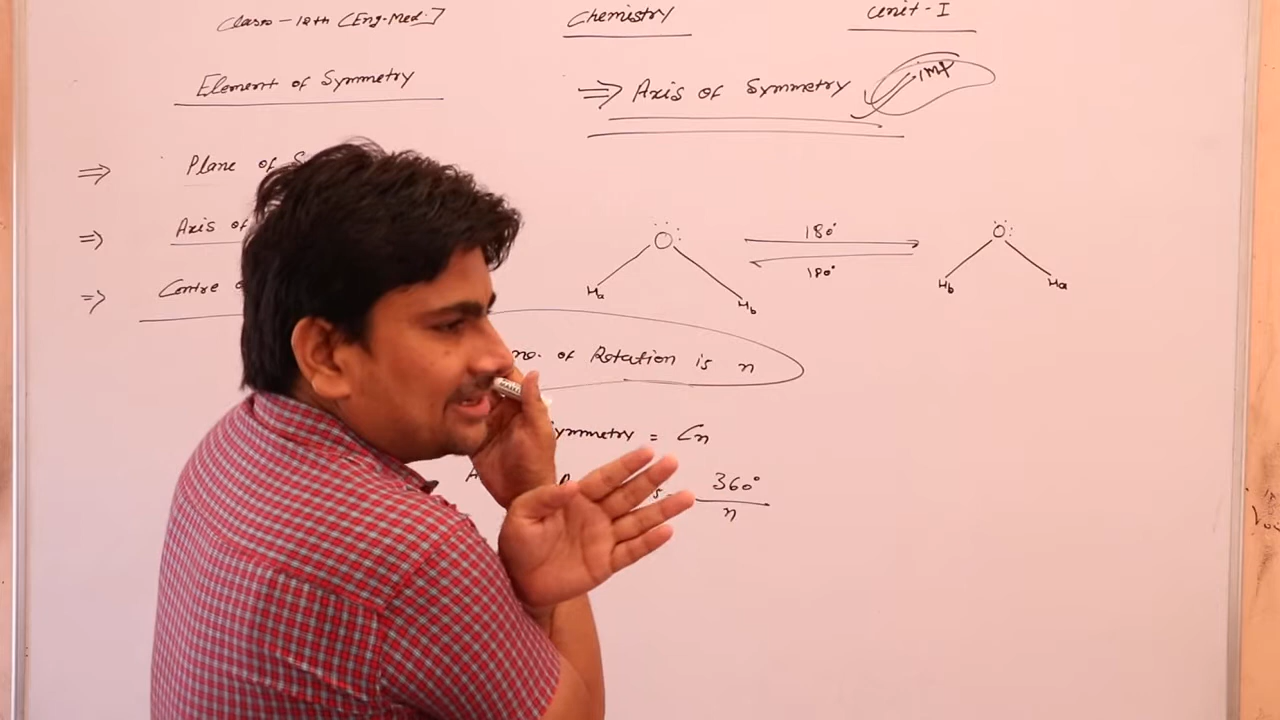 Class-12th [Eng-Med.]
Chemistry
Unit-I
Element of Symmetry
⇒ Axis of Symmetry imp
⇒ Plane of S
⇒ Axis of
⇒ Centre o
:O:
Ha
Hb
180°
180°
O:
Hb
Ha
no. of Rotation is n
ymmetry = Cn
360°
n